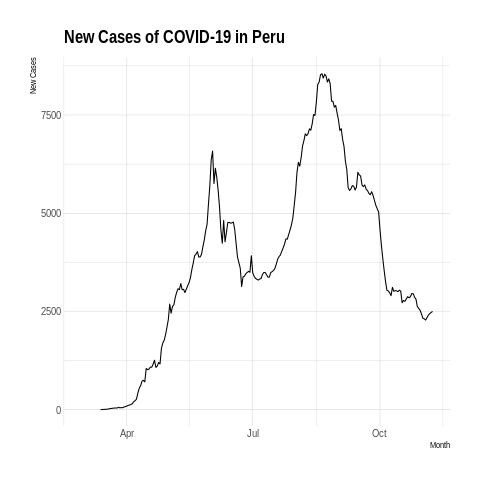 New Cases of COVID-19 in Peru
New Cases
7500
5000
2500
0
Apr Jul Oct
Month